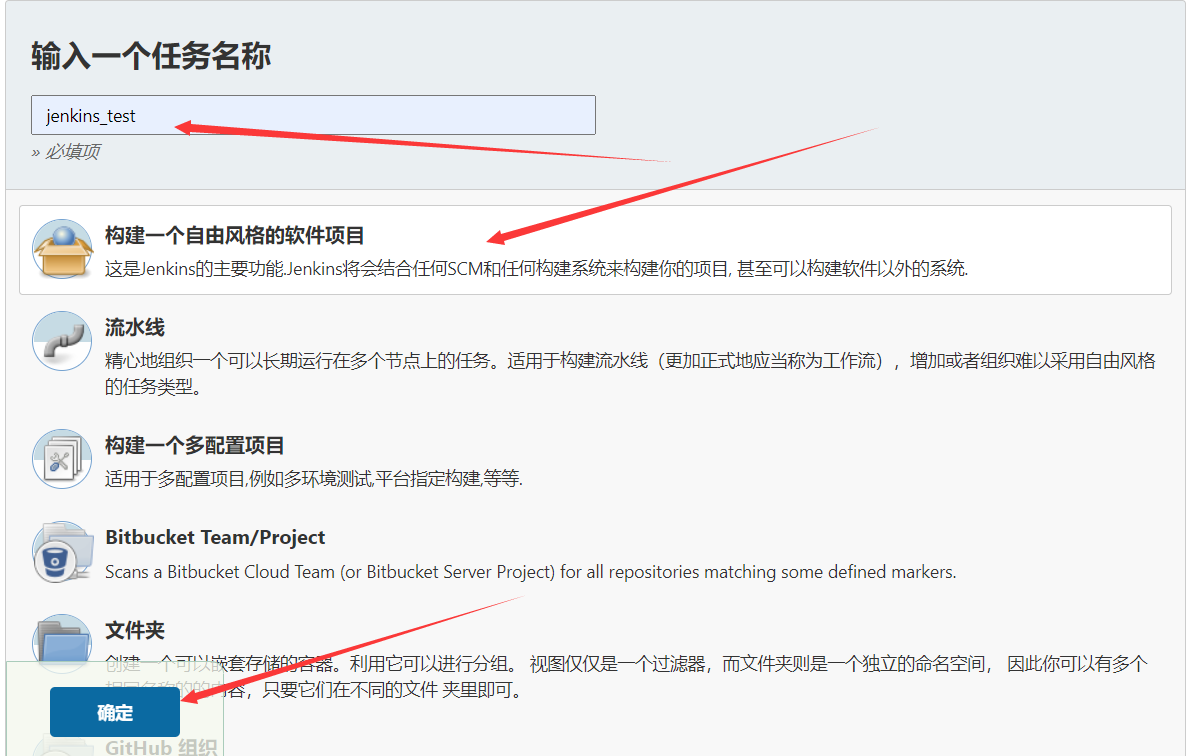 输入一个任务名称
jenkins_test
» 必填项
构建一个自由风格的软件项目
这是Jenkins的主要功能.Jenkins将会结合任何SCM和任何构建系统来构建你的项目, 甚至可以构建软件以外的系统.
流水线
精心地组织一个可以长期运行在多个节点上的任务。适用于构建流水线（更加正式地应当称为工作流），增加或者组织难以采用自由风格
的任务类型。
构建一个多配置项目
适用于多配置项目,例如多环境测试,平台指定构建,等等.
Bitbucket Team/Project
Scans a Bitbucket Cloud Team (or Bitbucket Server Project) for all repositories matching some defined markers.
文件夹
创建一个可以嵌套存储的容器。利用它可以进行分组。 视图仅仅是一个过滤器，而文件夹则是一个独立的命名空间， 因此你可以有多个
相同名称的的内容，只要它们在不同的文件 夹里即可。
确定
GitHub 组织